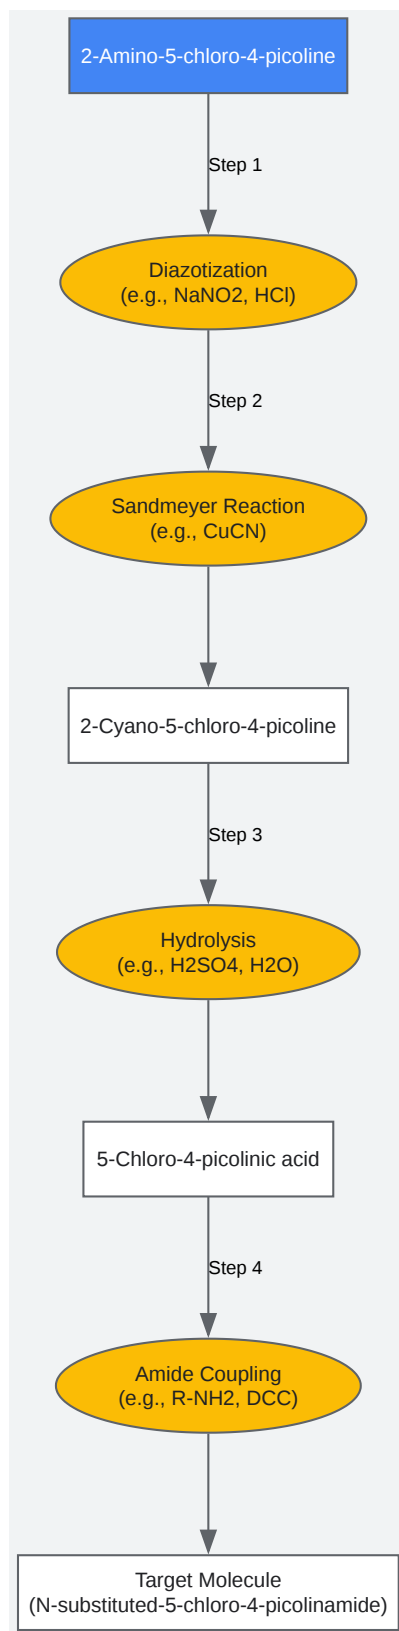 2-Amino-5-chloro-4-picoline
Step 1
Diazotization
(e.g., NaNO2, HCl)
Step 2
Sandmeyer Reaction
(e.g., CuCN)
2-Cyano-5-chloro-4-picoline
Step 3
Hydrolysis
(e.g., H2SO4, H2O)
5-Chloro-4-picolinic acid
Step 4
Amide Coupling
(e.g., R-NH2, DCC)
Target Molecule
(N-substituted-5-chloro-4-picolinamide)